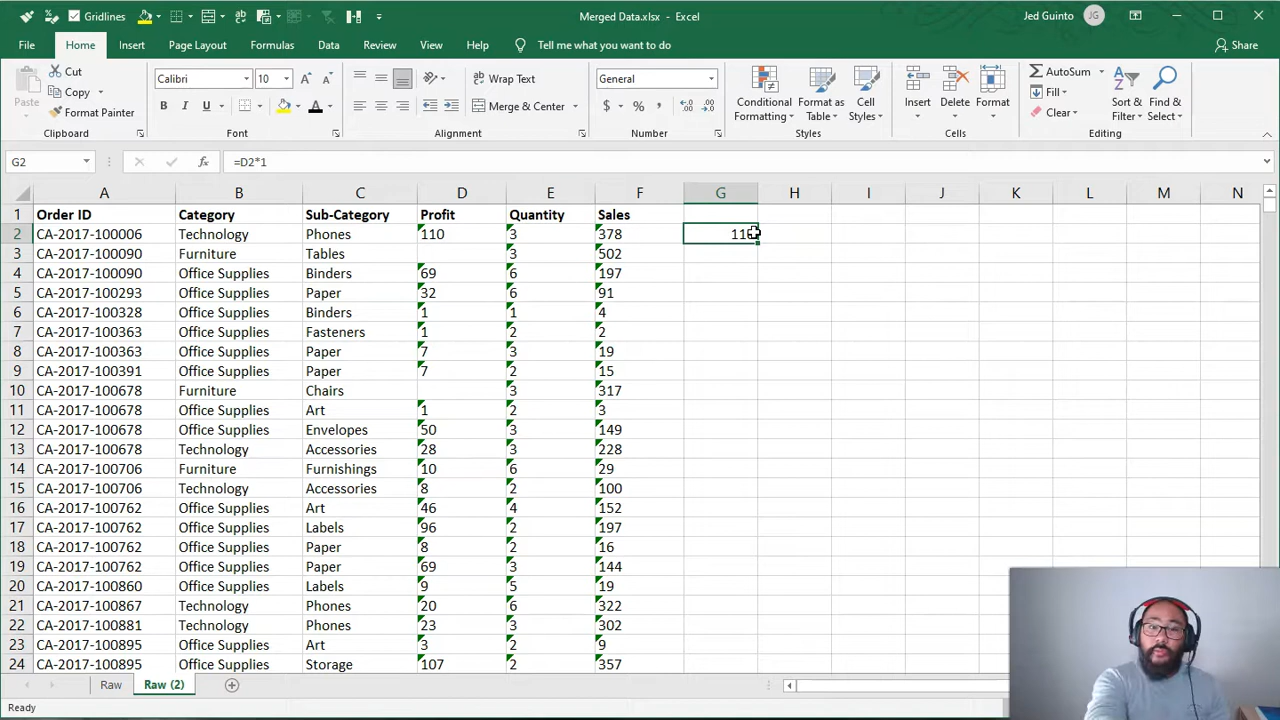 Gridlines
Merged Data.xlsx - Excel
Jed Guinto JG
File Home Insert Page Layout Formulas Data Review View Help Tell me what you want to do Share
Paste Cut Copy Format Painter
Calibri 10
Wrap Text Merge & Center
General
Conditional Formatting Format as Table Cell Styles
Insert Delete Format
AutoSum Fill Clear Sort & Filter Find & Select
Clipboard Font Alignment Number Styles Cells Editing
G2 fx =D2*1
A B C D E F G H I J K L M N
1 Order ID Category Sub-Category Profit Quantity Sales
2 CA-2017-100006 Technology Phones 110 3 378
3 CA-2017-100090 Furniture Tables 3 502
4 CA-2017-100090 Office Supplies Binders 69 6 197
5 CA-2017-100293 Office Supplies Paper 32 6 91
6 CA-2017-100328 Office Supplies Binders 1 1 4
7 CA-2017-100363 Office Supplies Fasteners 1 2 2
8 CA-2017-100363 Office Supplies Paper 7 3 19
9 CA-2017-100391 Office Supplies Paper 7 2 15
10 CA-2017-100678 Furniture Chairs 3 317
11 CA-2017-100678 Office Supplies Art 1 2 3
12 CA-2017-100678 Office Supplies Envelopes 50 3 149
13 CA-2017-100678 Technology Accessories 28 3 228
14 CA-2017-100706 Furniture Furnishings 10 6 29
15 CA-2017-100706 Technology Accessories 8 2 100
16 CA-2017-100762 Office Supplies Art 46 4 152
17 CA-2017-100762 Office Supplies Labels 96 2 197
18 CA-2017-100762 Office Supplies Paper 8 2 16
19 CA-2017-100762 Office Supplies Paper 69 3 144
20 CA-2017-100860 Office Supplies Labels 9 5 19
21 CA-2017-100867 Technology Phones 20 6 322
22 CA-2017-100881 Technology Phones 23 3 302
23 CA-2017-100895 Office Supplies Art 3 2 9
24 CA-2017-100895 Office Supplies Storage 107 2 357
Raw Raw (2)
Ready